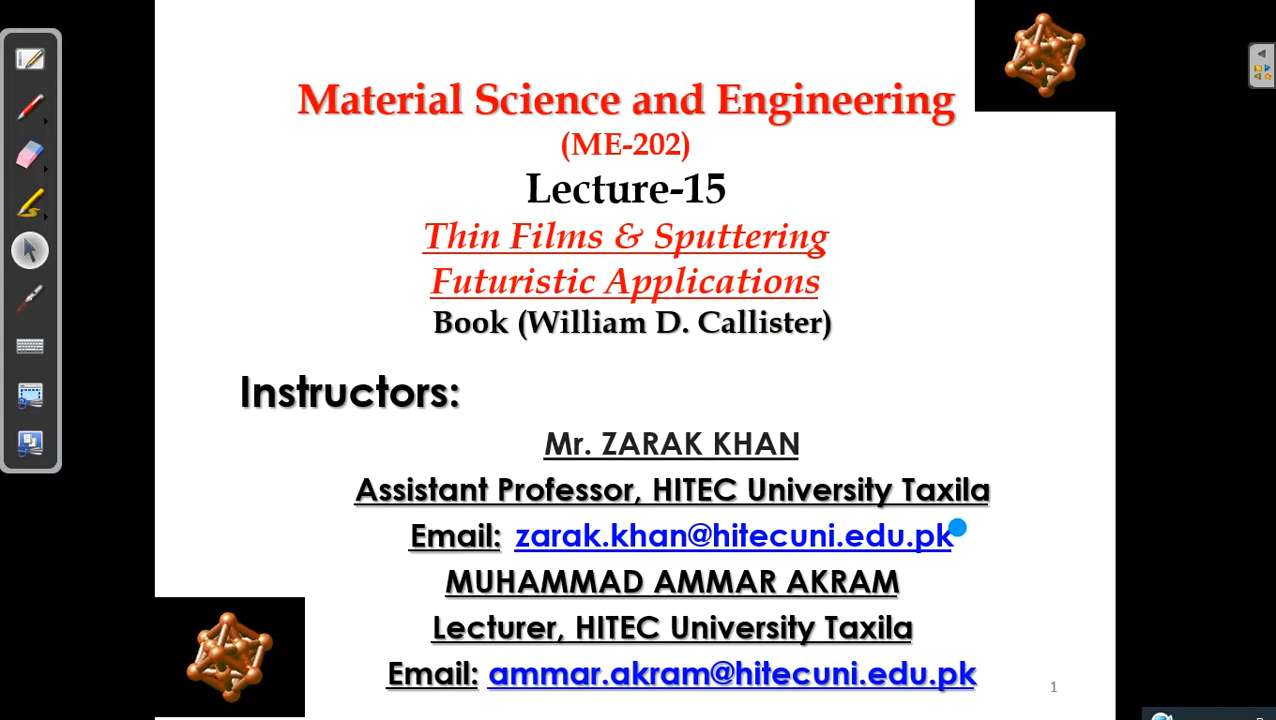 Material Science and Engineering
(ME-202)
Lecture-15
Thin Films & Sputtering
Futuristic Applications
Book (William D. Callister)
Instructors:
Mr. ZARAK KHAN
Assistant Professor, HITEC University Taxila
Email: zarak.khan@hitecuni.edu.pk
MUHAMMAD AMMAR AKRAM
Lecturer, HITEC University Taxila
Email: ammar.akram@hitecuni.edu.pk
1